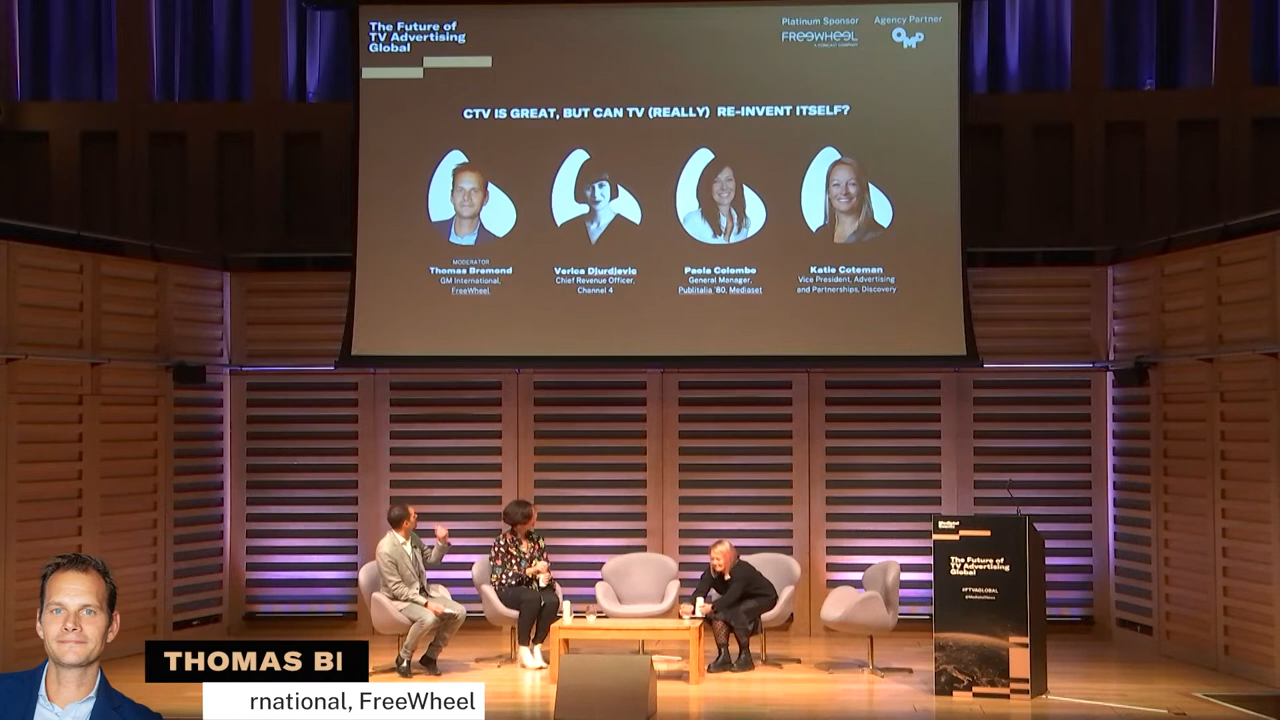 The Future of
TV Advertising
Global
Platinum Sponsor
FREEWHEEL
A COMCAST COMPANY
Agency Partner
OMD
CTV IS GREAT, BUT CAN TV (REALLY) RE-INVENT ITSELF?
MODERATOR
Thomas Bremond
GM International,
FreeWheel
Verica Djurdjevic
Chief Revenue Officer,
Channel 4
Paola Colombo
General Manager,
Publitalia '80, Mediaset
Katie Coteman
Vice President, Advertising
and Partnerships, Discovery
The Future of
TV Advertising
Global
#FTVAGLOBAL
THOMAS BI
rnational, FreeWheel